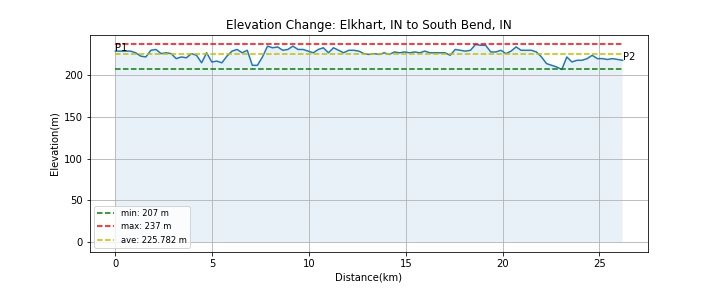 Elevation Change: Elkhart, IN to South Bend, IN
P1
P2
200
150
100
50
0
Elevation(m)
min: 207 m
max: 237 m
ave: 225.782 m
0 5 10 15 20 25
Distance(km)